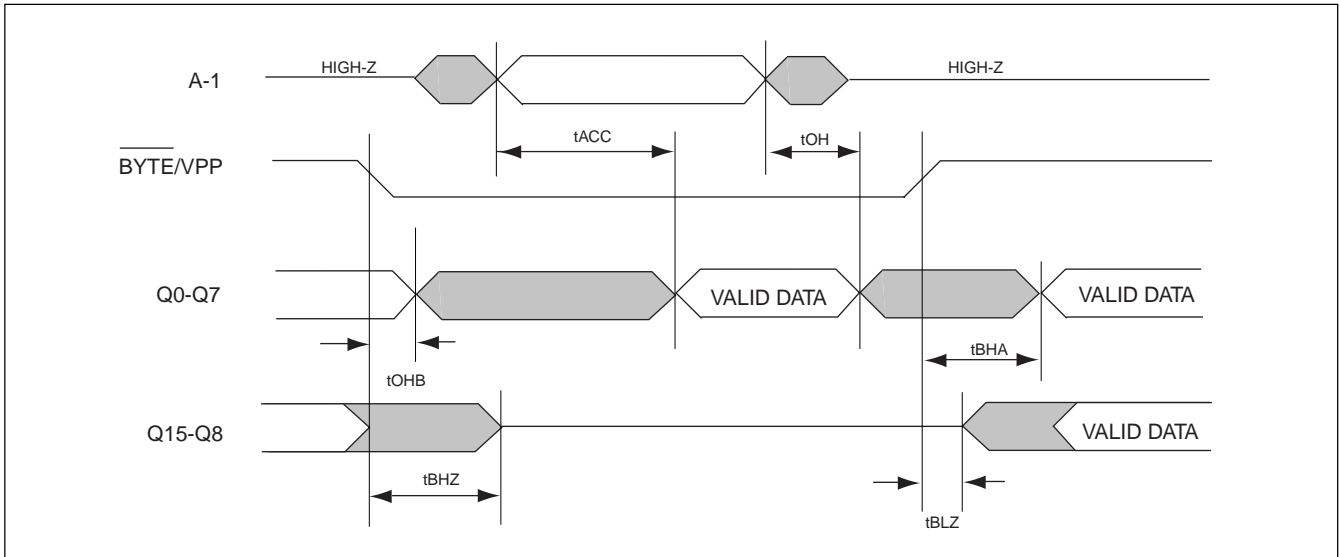 A-1
HIGH-Z
HIGH-Z
tACC
tOH
BYTE/VPP
Q0-Q7
VALID DATA
VALID DATA
tBHA
tOHB
Q15-Q8
VALID DATA
tBHZ
tBLZ